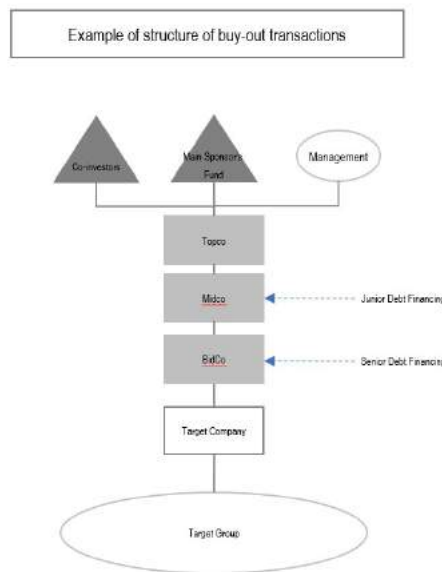 Example of structure of buy-out transactions
Co-investors
Main Sponsor's
Fund
Management
Topco
Midco
Junior Debt Financing
BidCo
Senior Debt Financing
Target Company
Target Group